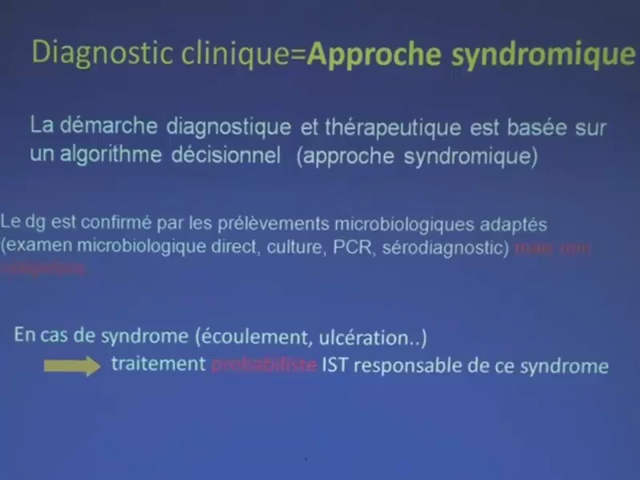 Diagnostic clinique=Approche syndromique
La démarche diagnostique et thérapeutique est basée sur
un algorithme décisionnel (approche syndromique)
Le dg est confirmé par les prélèvements microbiologiques adaptés
(examen microbiologique direct, culture, PCR, sérodiagnostic) mais non
En cas de syndrome (écoulement, ulcération..)
traitement probabiliste IST responsable de ce syndrome